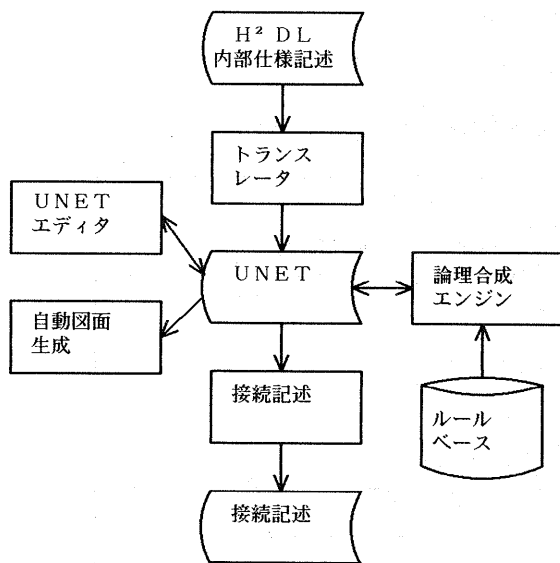 H² DL
内部仕様記述
トランス
レータ
UNET
エディタ
UNET
論理合成
エンジン
自動図面
生成
接続記述
ルール
ベース
接続記述